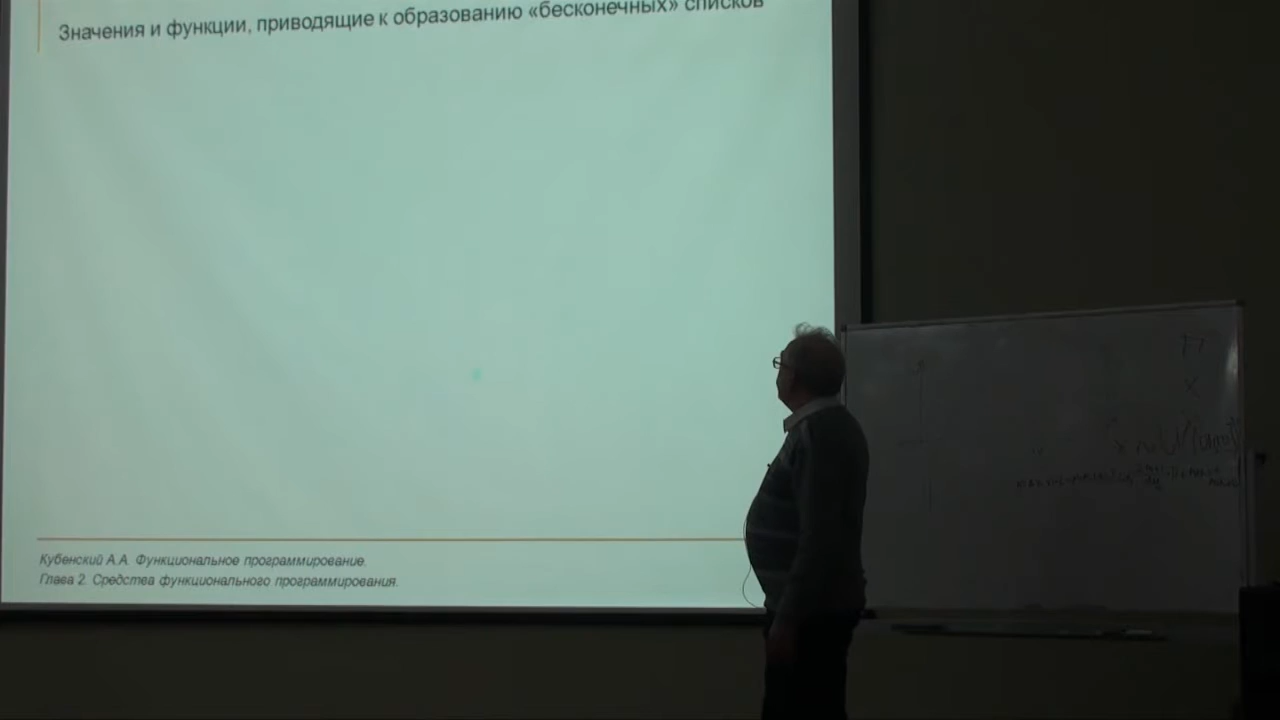 Значения и функции, приводящие к образованию «бесконечных» списков
Кубенский А.А. Функциональное программирование.
Глава 2. Средства функционального программирования.